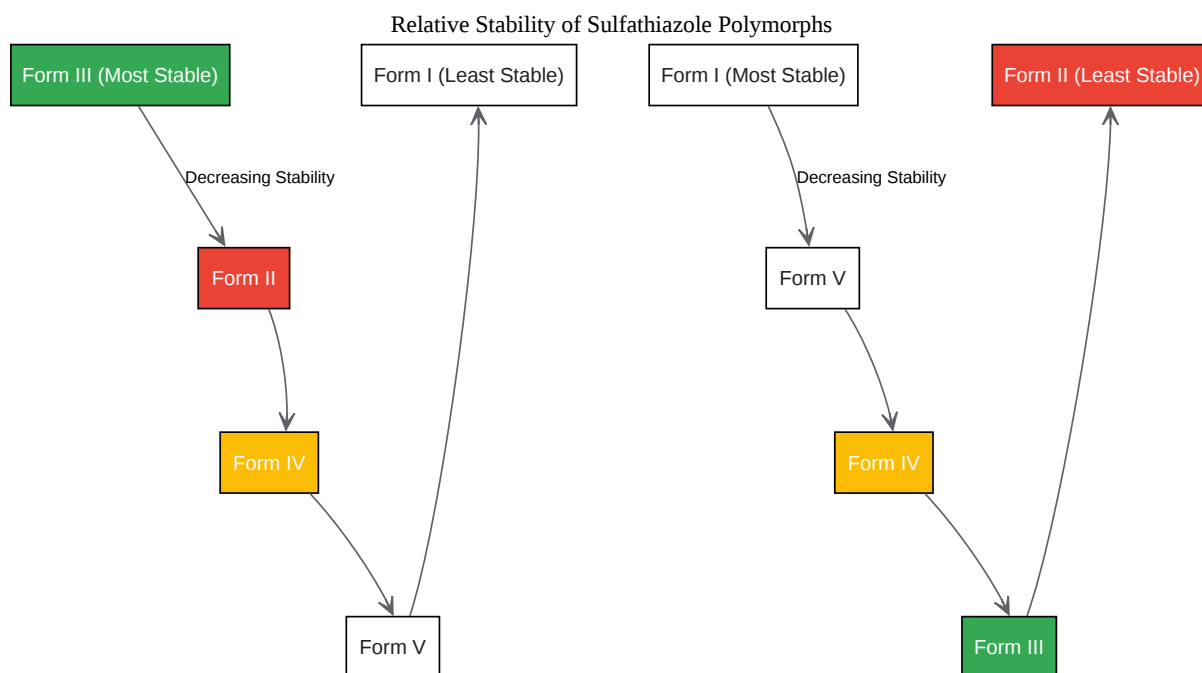 Relative Stability of Sulfathiazole Polymorphs
Form III (Most Stable)
Form I (Least Stable)
Form I (Most Stable)
Form II (Least Stable)
Decreasing Stability
Decreasing Stability
Form II
Form V
Form IV
Form IV
Form V
Form III